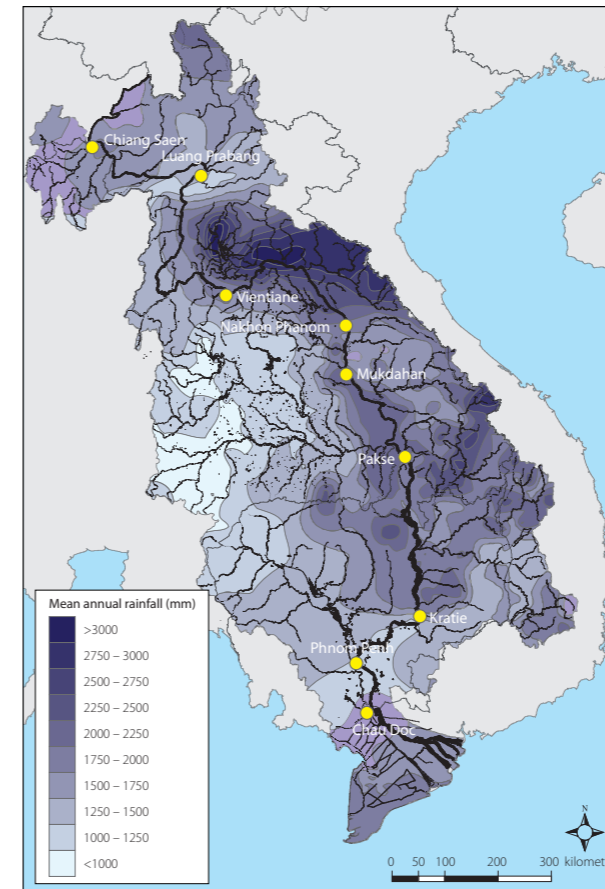 Chiang Saen
Luang Prabang
Vientiane
Nakhon Phanom
Mukdahan
Pakse
Kratie
Phnom Penh
Chau Doc
Mean annual rainfall (mm)
>3000
2750 – 3000
2500 – 2750
2250 – 2500
2000 – 2250
1750 – 2000
1500 – 1750
1250 – 1500
1000 – 1250
<1000
N
0 50 100 200 300 kilomet